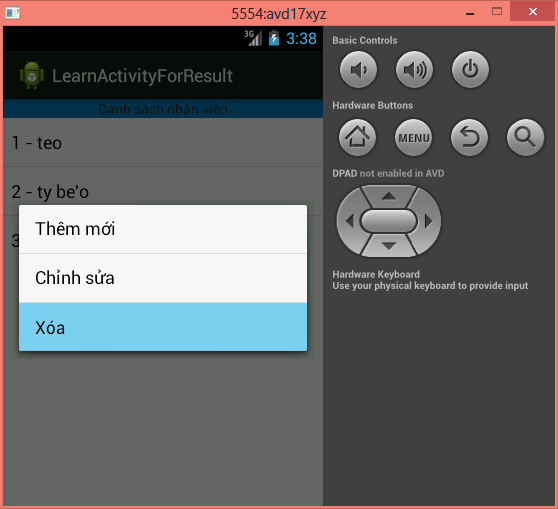 5554:avd17xyz
3G 3:38
LearnActivityForResult
Danh sách nhân viên
1 - teo
2 - ty be'o
3
Thêm mới
Chỉnh sửa
Xóa
Basic Controls
Hardware Buttons
MENU
DPAD not enabled in AVD
Hardware Keyboard
Use your physical keyboard to provide input